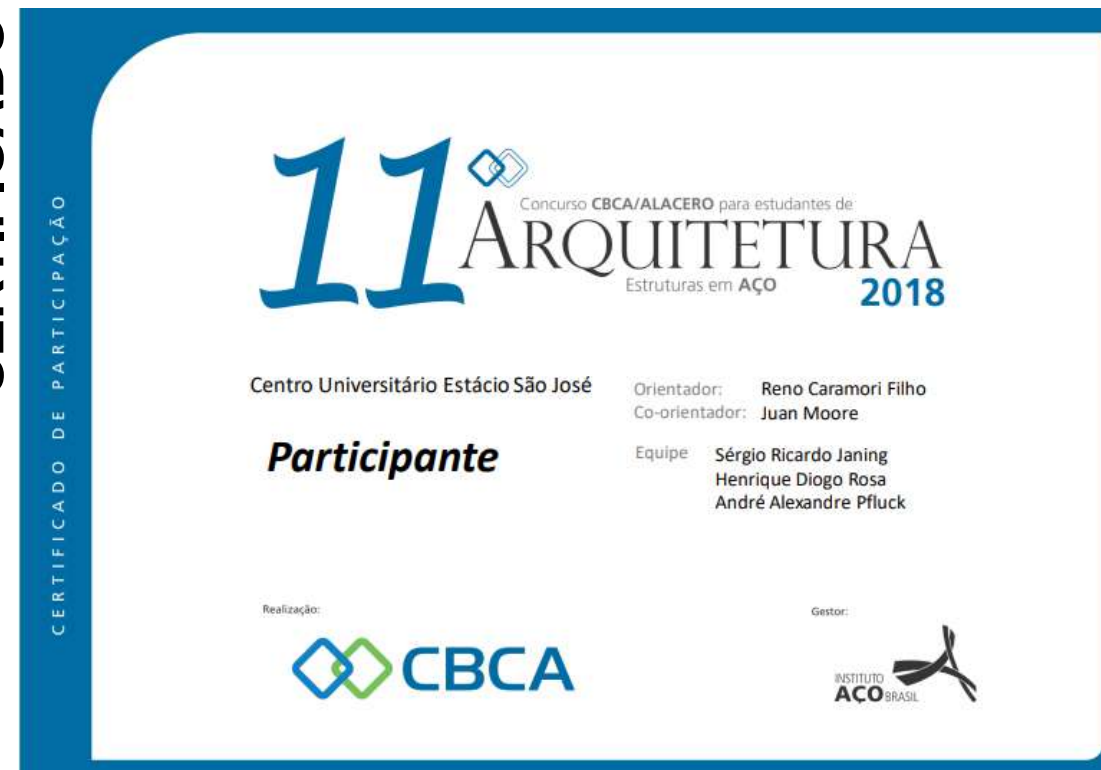 CERTIFICADO DE PARTICIPAÇÃO
11º
Concurso CBCA/ALACERO para estudantes de
ARQUITETURA
Estruturas em AÇO
2018
Centro Universitário Estácio São José
Participante
Orientador: Reno Caramori Filho
Co-orientador: Juan Moore
Equipe Sérgio Ricardo Janing
Henrique Diogo Rosa
André Alexandre Pfluck
Realização:
CBCA
Gestor:
INSTITUTO
AÇO BRASIL